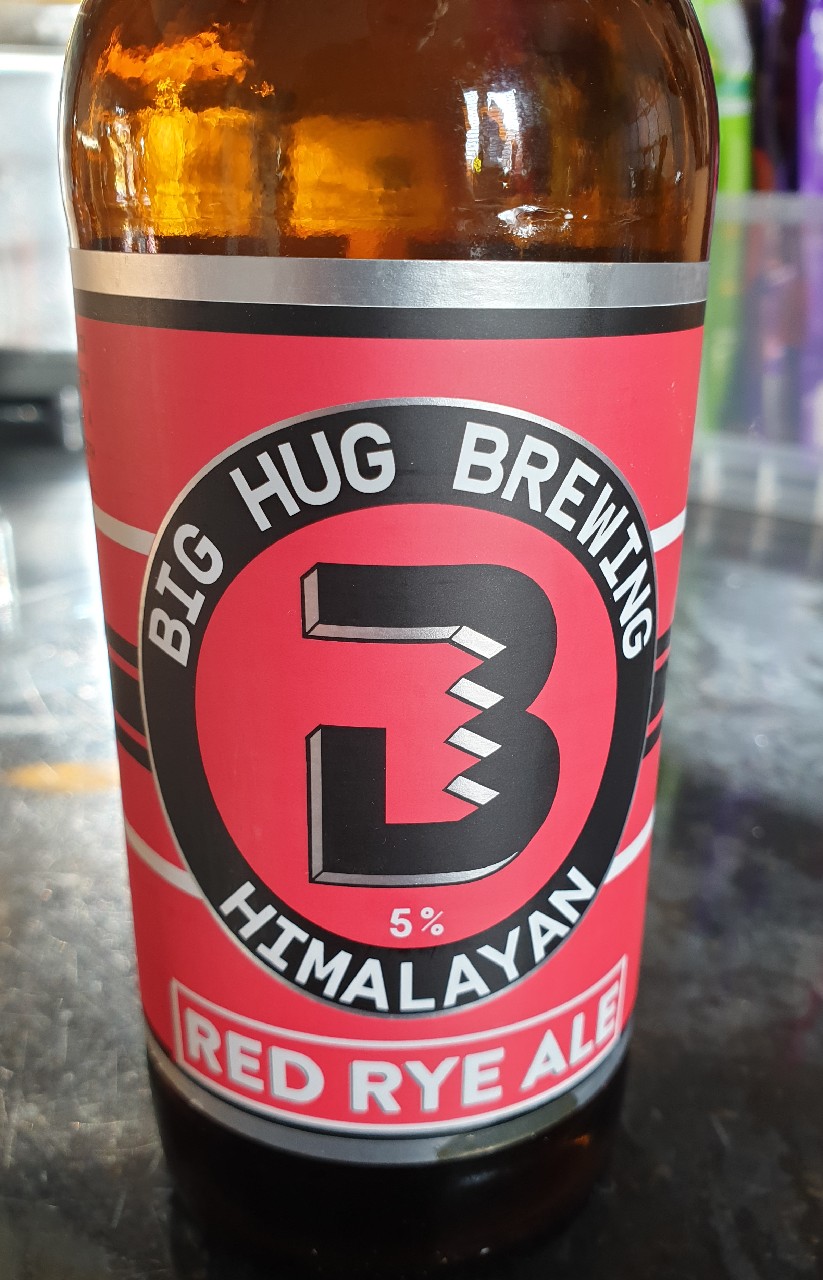 BIG HUG BREWING
B
5%
HIMALAYAN
RED RYE ALE